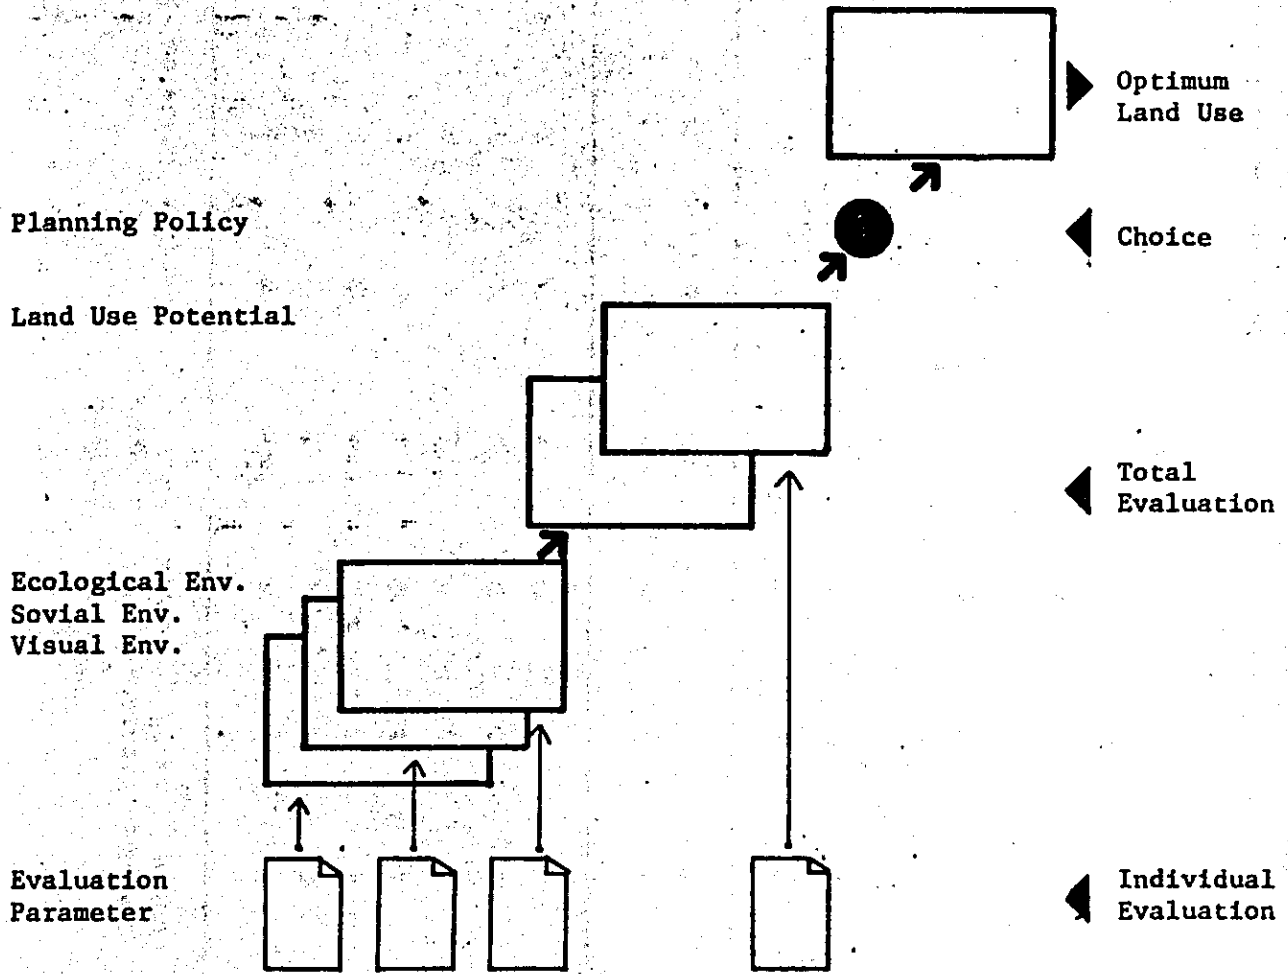 Optimum
Land Use
Planning Policy
Choice
Land Use Potential
Total
Evaluation
Ecological Env.
Sovial Env.
Visual Env.
Evaluation
Parameter
Individual
Evaluation